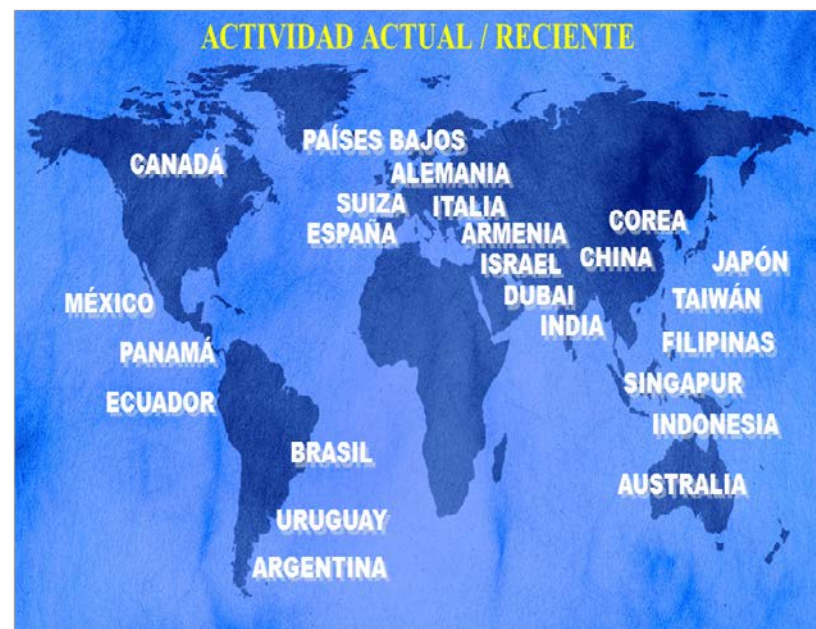 ACTIVIDAD ACTUAL / RECIENTE
PAÍSES BAJOS
CANADÁ
ALEMANIA
SUIZA
ITALIA
COREA
ESPAÑA
ARMENIA
CHINA
ISRAEL
JAPÓN
DUBAI
TAIWÁN
MÉXICO
INDIA
FILIPINAS
PANAMÁ
SINGAPUR
ECUADOR
INDONESIA
BRASIL
AUSTRALIA
URUGUAY
ARGENTINA